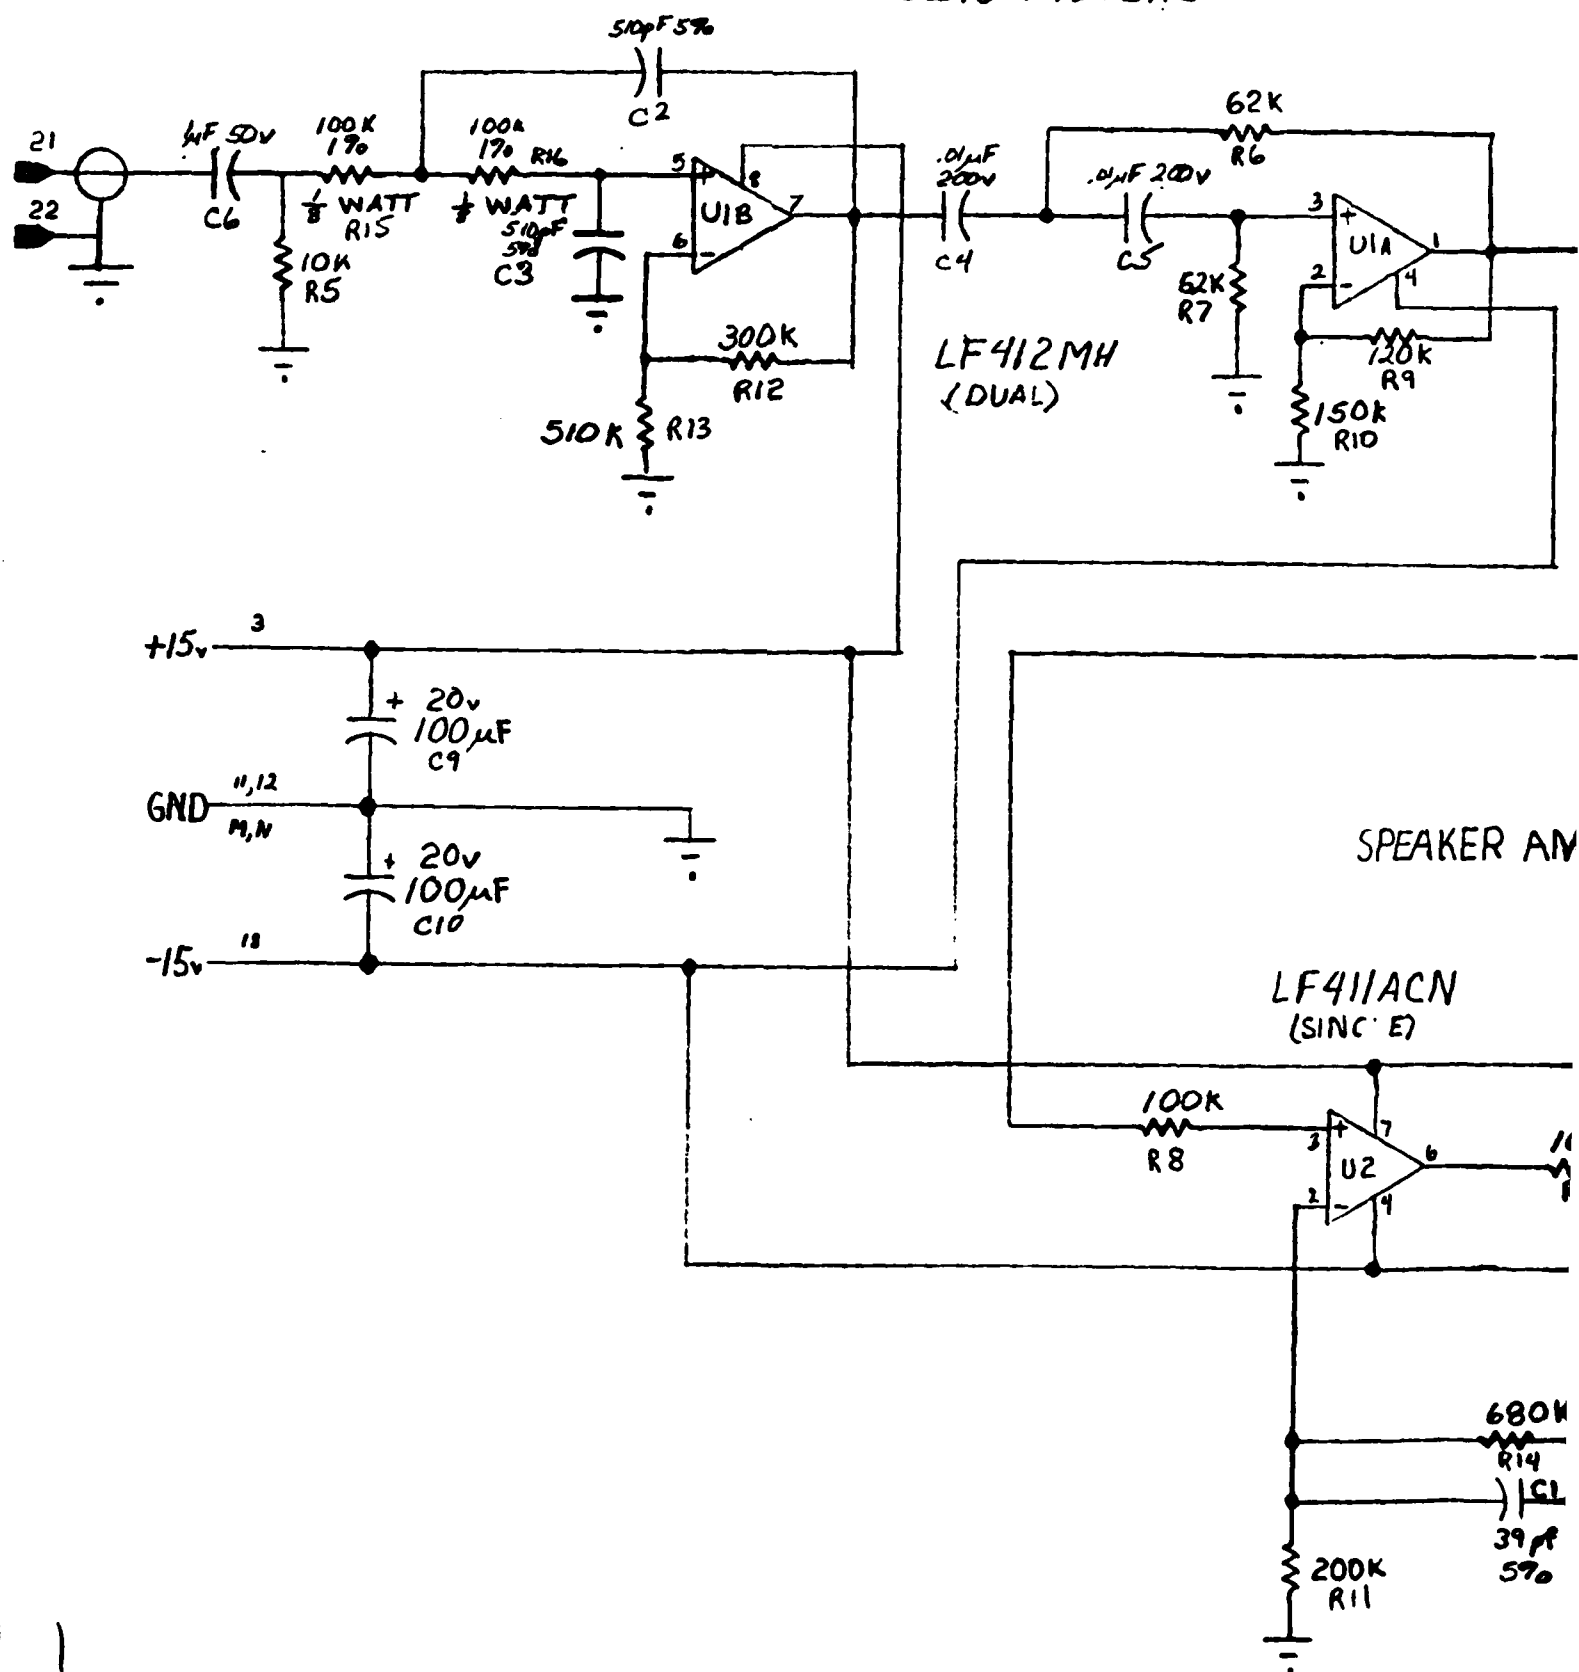 510pF 5%
C2
21
22
µF 50v
C6
100K
1%
1/8 WATT
R15
100K
1%
R16
WATT
510pF
5%
C3
10K
R5
5
+
8
U1B
7
6
-
300K
R12
510K
R13
.01µF
200v
C4
.01µF 200v
C5
62K
R6
3
+
U1A
1
2
-
4
R7
120K
R9
150K
R10
LF412MH
(DUAL)
+15v
3
+ 20v
100µF
C9
GND
11,12
M,N
+ 20v
100µF
C10
-15v
18
SPEAKER AM
LF411ACN
100K
R8
3
+
7
U2
6
2
-
4
680K
R14
C1
39pF
5%
200K
R11